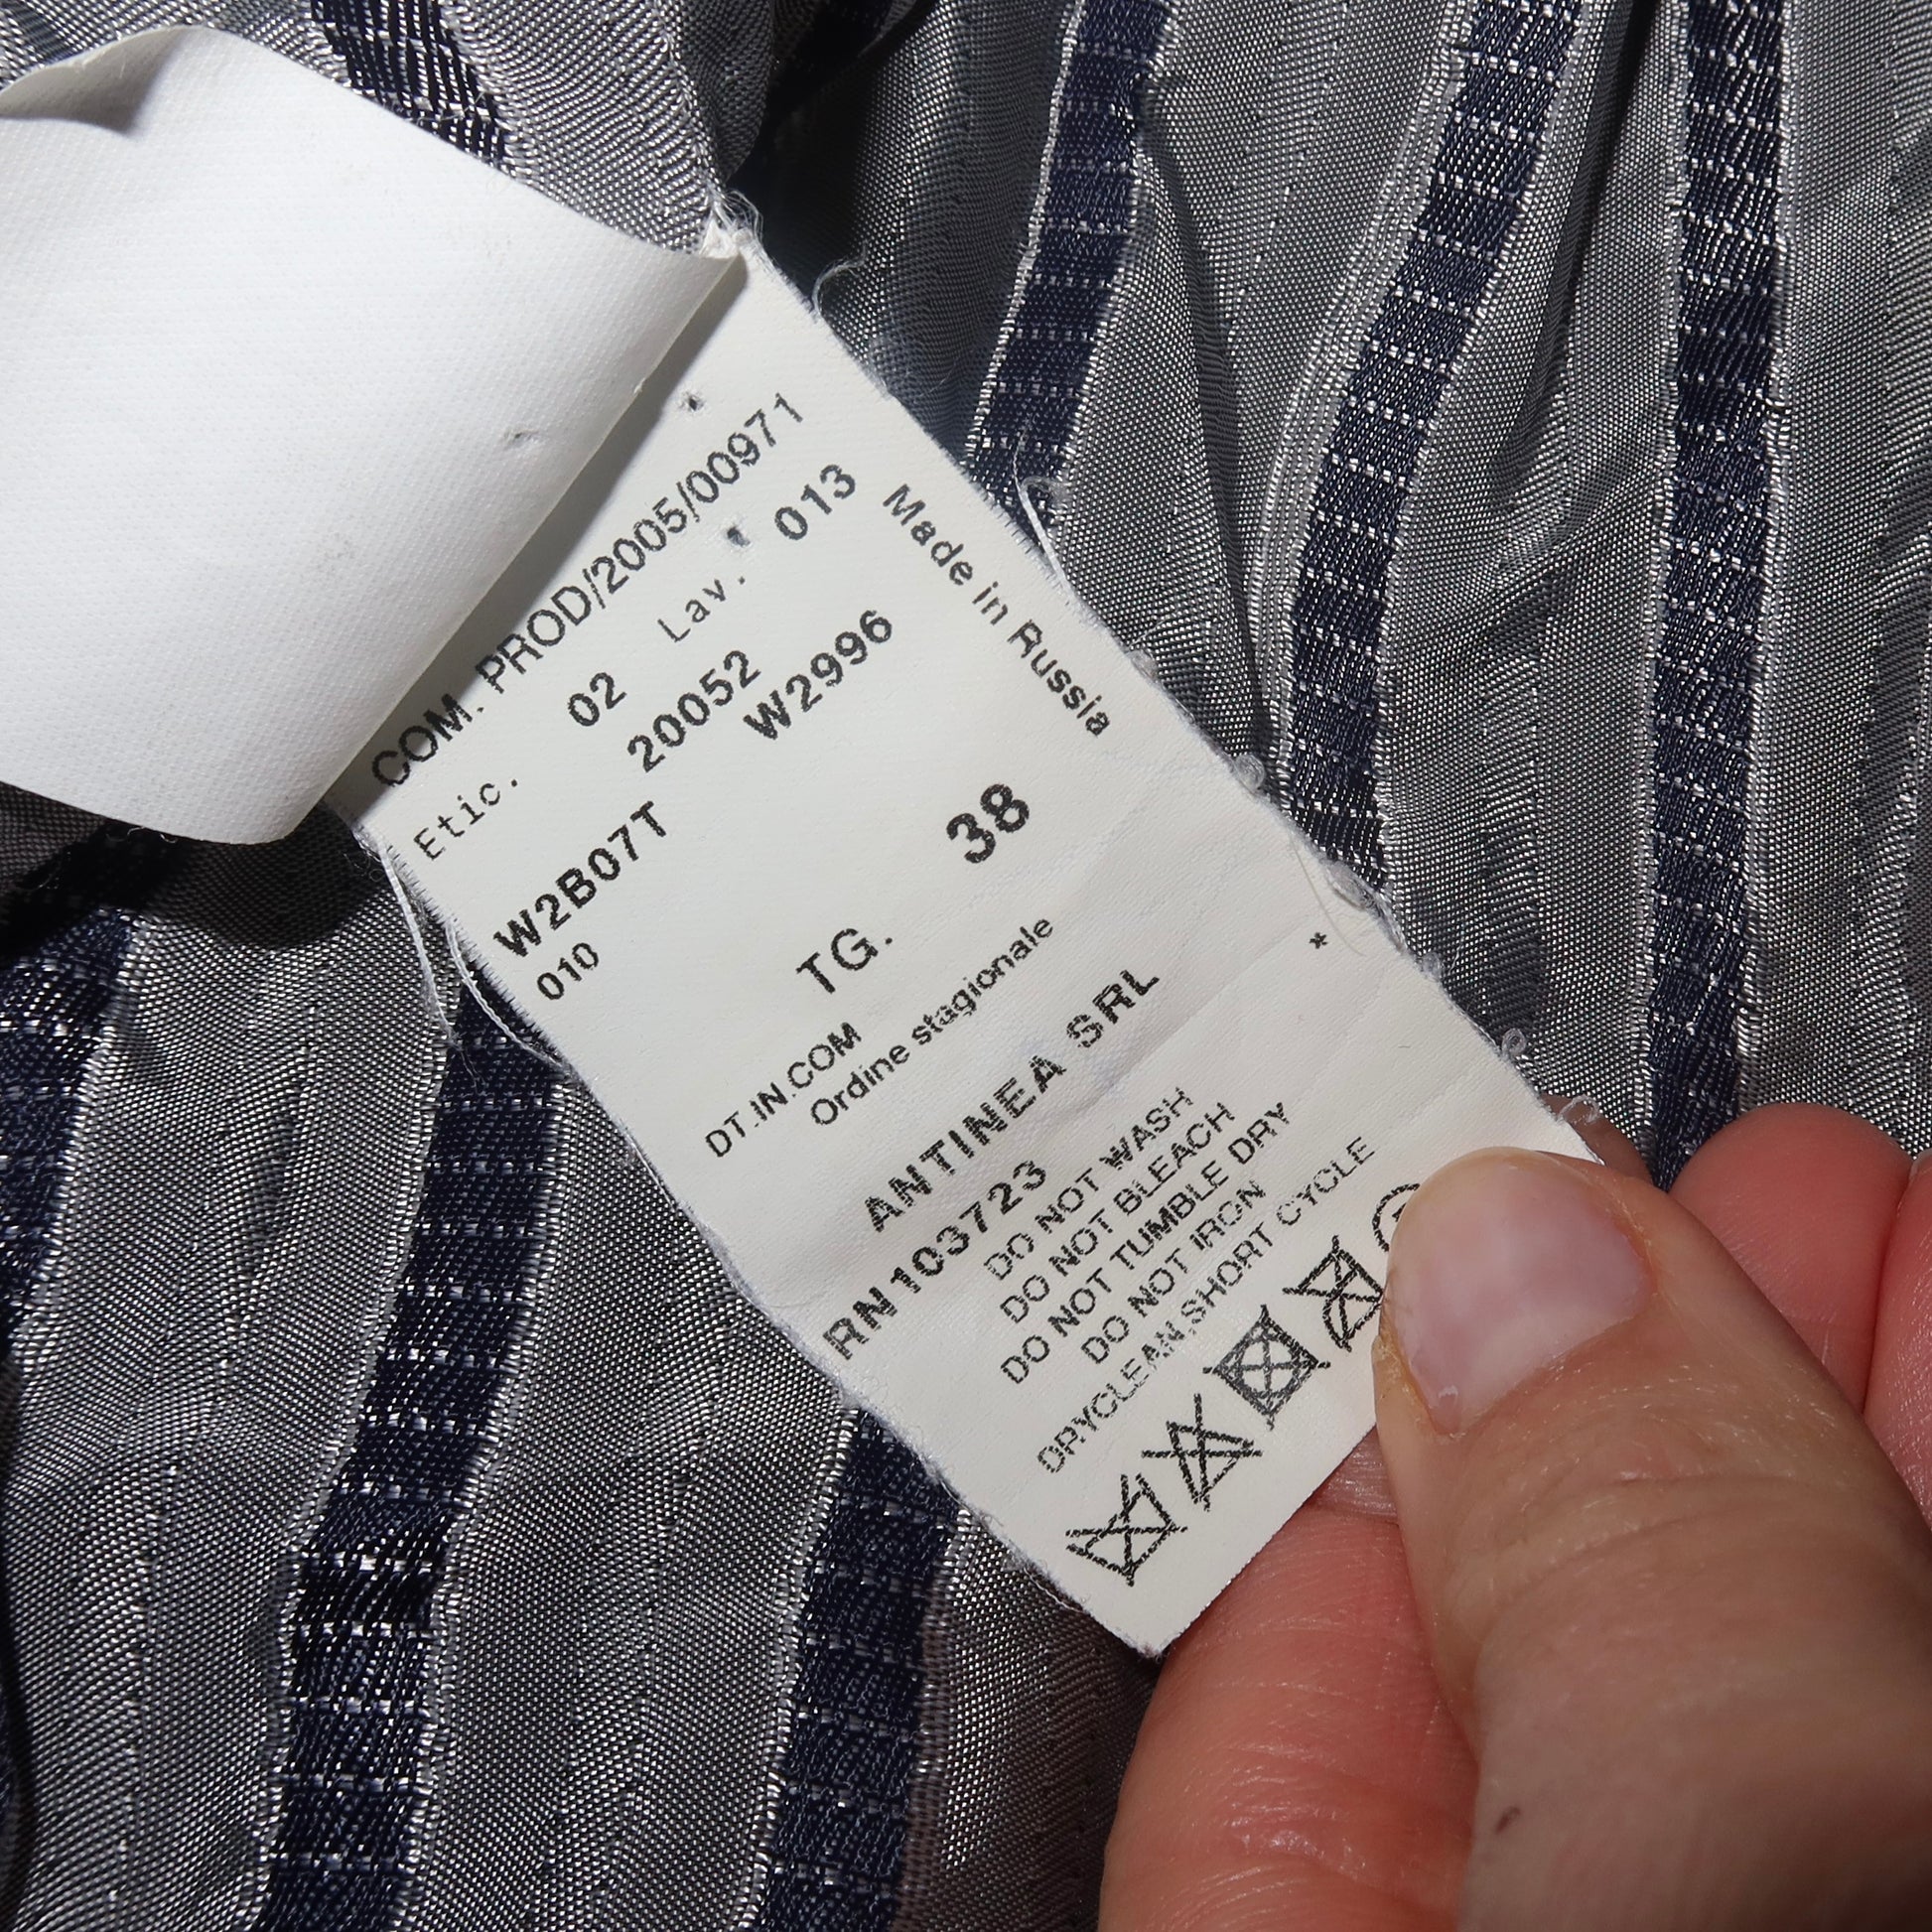 COM. PROD/2005/00971
Etic. 02 Lav. 013
W2B07T 20052
010 W2996
Made in Russia
TG. 38
DT.IN.COM
Ordine stagionale
*
ANTINEA SRL
RN 103723
DO NOT WASH
DO NOT BLEACH
DO NOT TUMBLE DRY
DO NOT IRON
DRYCLEAN,SHORT CYCLE